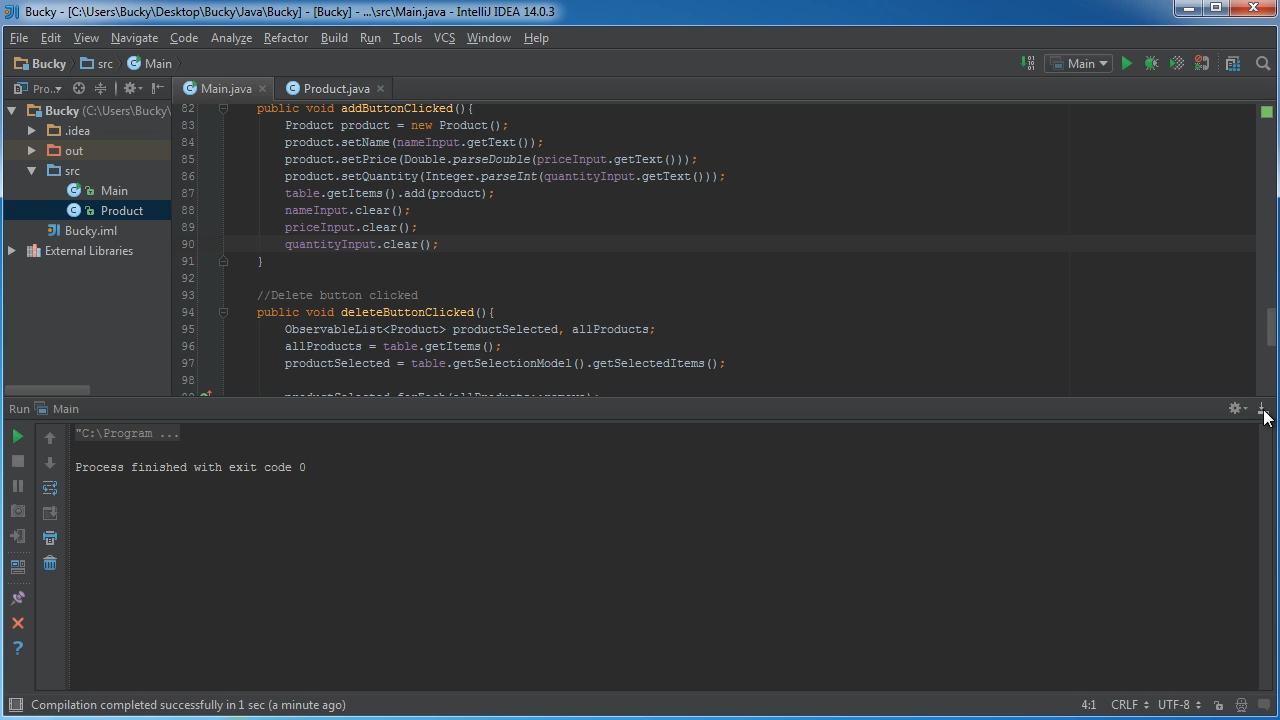 Bucky - [C:\Users\Bucky\Desktop\Bucky\Java\Bucky] - [Bucky] - ...\src\Main.java - IntelliJ IDEA 14.0.3
File Edit View Navigate Code Analyze Refactor Build Run Tools VCS Window Help
Bucky src Main Main
Pro.. Main.java Product.java
Bucky (C:\Users\Bucky\
.idea
out
src
Main
Product
Bucky.iml
External Libraries
82 public void addButtonClicked(){
83 Product product = new Product();
84 product.setName(nameInput.getText());
85 product.setPrice(Double.parseDouble(priceInput.getText()));
86 product.setQuantity(Integer.parseInt(quantityInput.getText()));
87 table.getItems().add(product);
88 nameInput.clear();
89 priceInput.clear();
90 quantityInput.clear();
91 }
92
93 //Delete button clicked
94 public void deleteButtonClicked(){
95 ObservableList<Product> productSelected, allProducts;
96 allProducts = table.getItems();
97 productSelected = table.getSelectionModel().getSelectedItems();
98
99 productSelected.forEach(allProducts::remove);
Run Main
"C:\Program ...
Process finished with exit code 0
Compilation completed successfully in 1 sec (a minute ago) 4:1 CRLF UTF-8